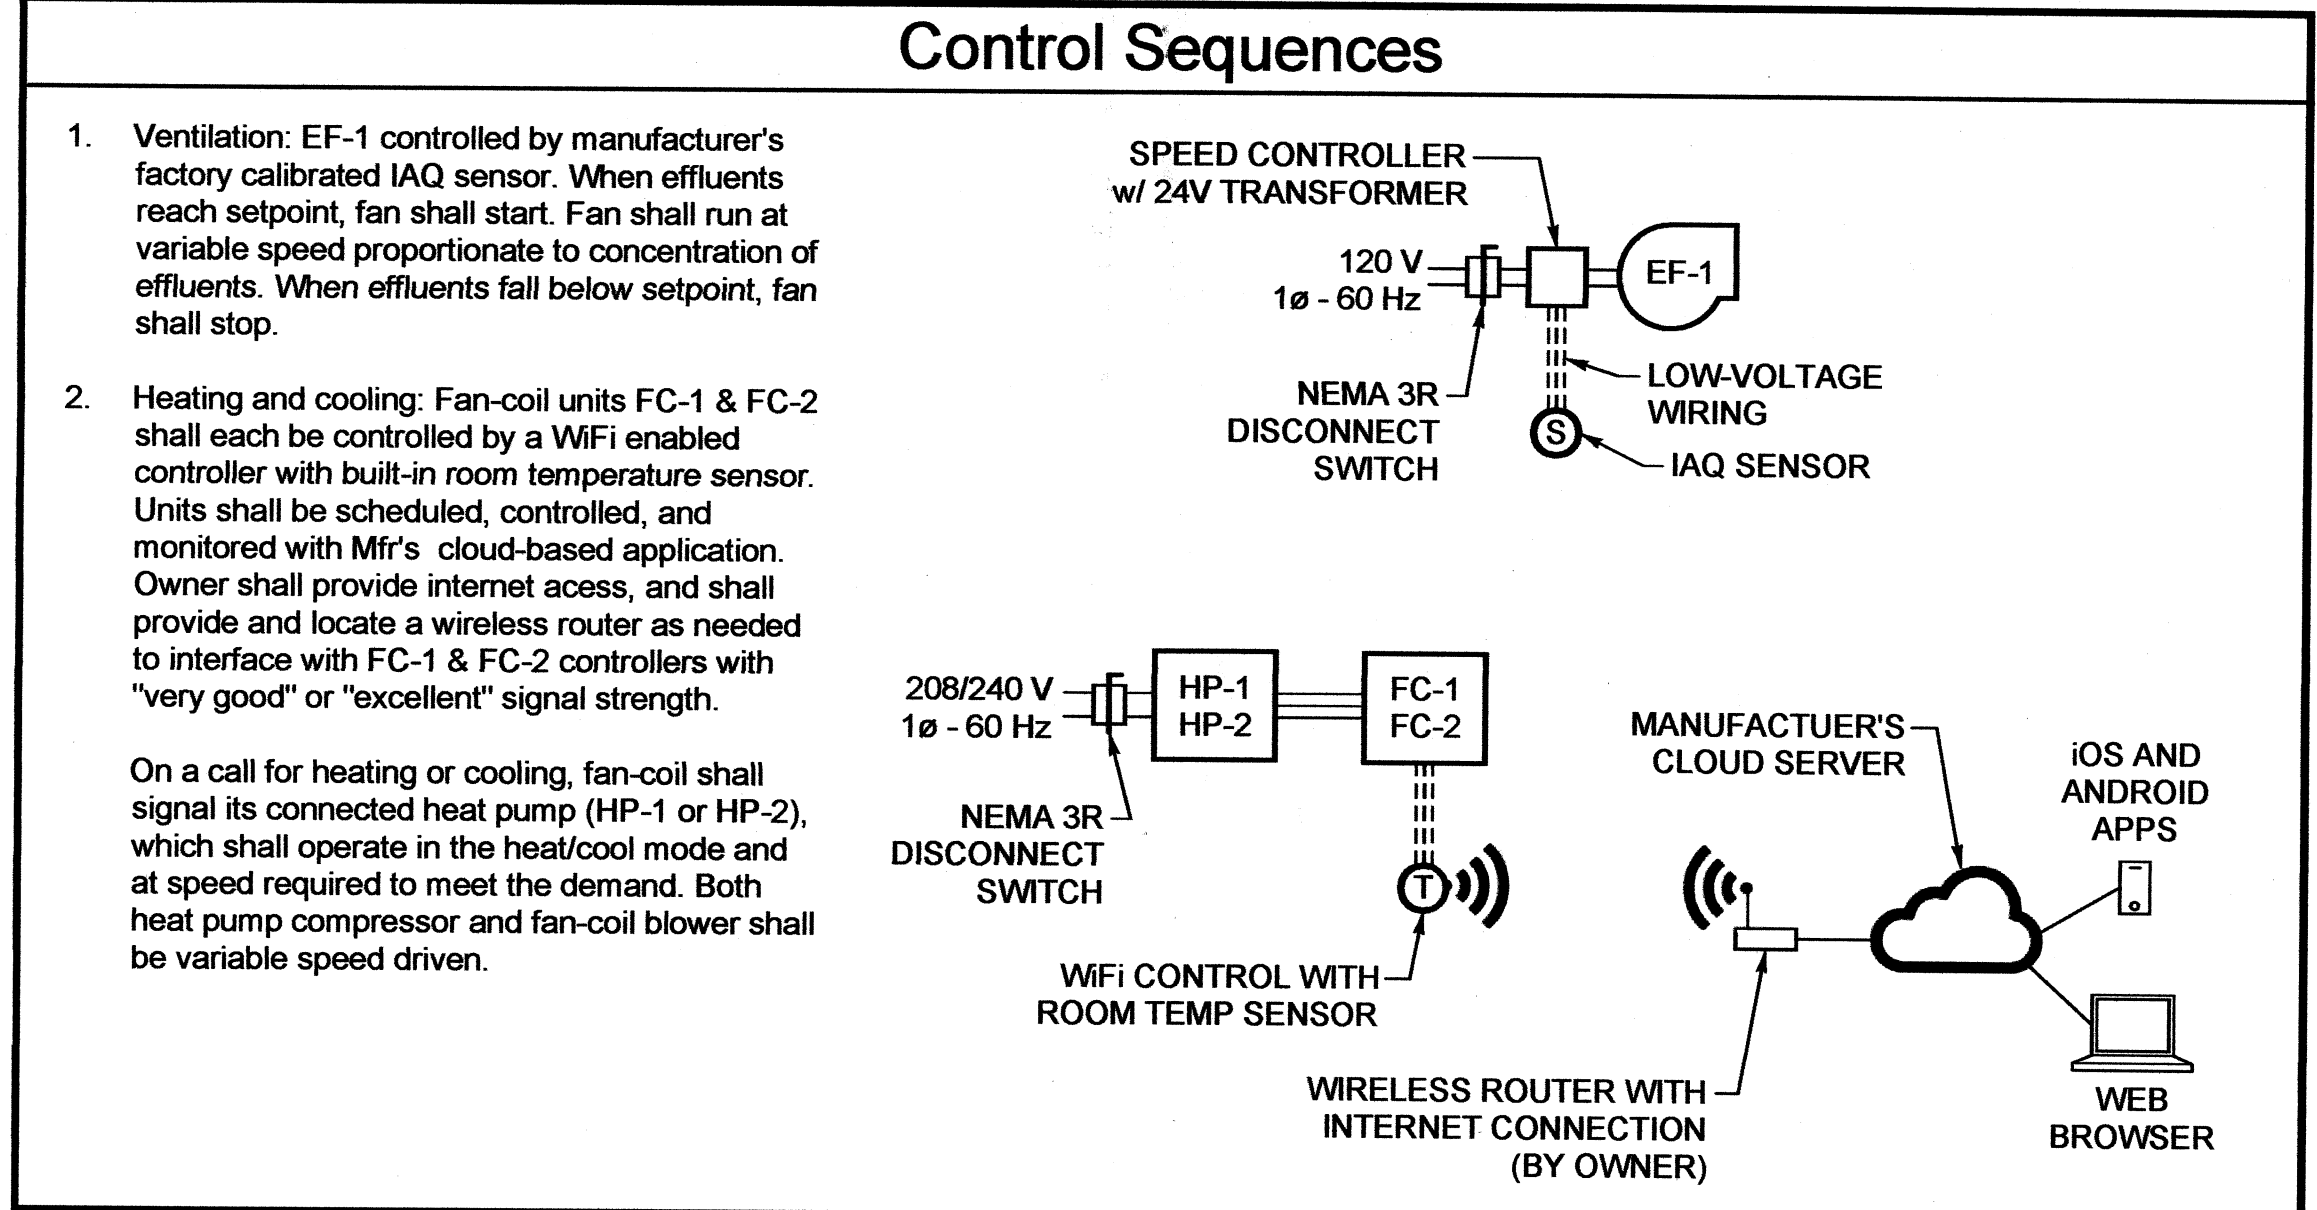 Control Sequences
1. Ventilation: EF-1 controlled by manufacturer's
factory calibrated IAQ sensor. When effluents
reach setpoint, fan shall start. Fan shall run at
variable speed proportionate to concentration of
effluents. When effluents fall below setpoint, fan
shall stop.
2. Heating and cooling: Fan-coil units FC-1 & FC-2
shall each be controlled by a WiFi enabled
controller with built-in room temperature sensor.
Units shall be scheduled, controlled, and
monitored with Mfr's  cloud-based application.
Owner shall provide internet acess, and shall
provide and locate a wireless router as needed
to interface with FC-1 & FC-2 controllers with
"very good" or "excellent" signal strength.
On a call for heating or cooling, fan-coil shall
signal its connected heat pump (HP-1 or HP-2),
which shall operate in the heat/cool mode and
at speed required to meet the demand. Both
heat pump compressor and fan-coil blower shall
be variable speed driven.
SPEED CONTROLLER
w/ 24V TRANSFORMER
120 V
1ø - 60 Hz
EF-1
NEMA 3R
DISCONNECT
SWITCH
LOW-VOLTAGE
WIRING
S
IAQ SENSOR
208/240 V
1ø - 60 Hz
HP-1
HP-2
FC-1
FC-2
NEMA 3R
DISCONNECT
SWITCH
T
WiFi CONTROL WITH
ROOM TEMP SENSOR
MANUFACTUER'S
CLOUD SERVER
iOS AND
ANDROID
APPS
WIRELESS ROUTER WITH
INTERNET CONNECTION
(BY OWNER)
WEB
BROWSER